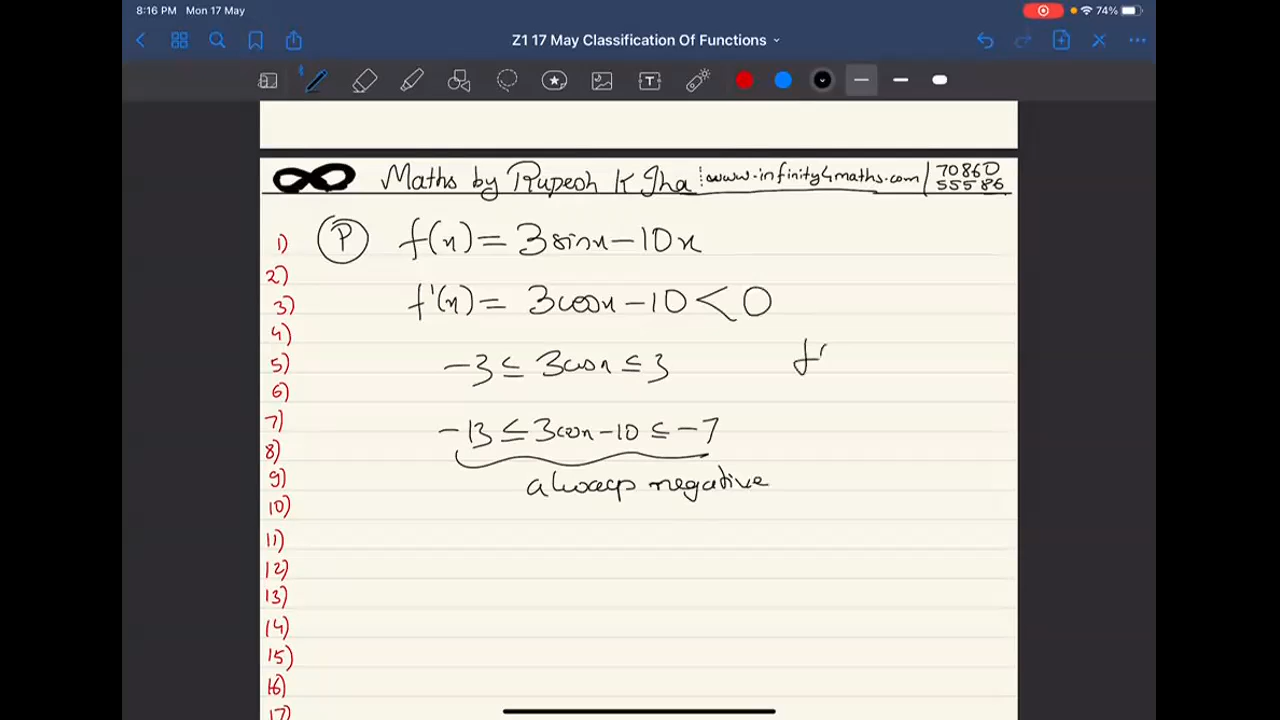 8:16 PM Mon 17 May
74%
Z1 17 May Classification Of Functions
Maths by Rupesh K Jha www.infinity4maths.com 70860 55586
1) P f(x) = 3sinx - 10x
2)
3) f'(x) = 3cosx - 10 < 0
4)
5) -3 ≤ 3cosx ≤ 3 f'
6)
7) -13 ≤ 3cosx - 10 ≤ -7
8)
9) always negative
10)
11)
12)
13)
14)
15)
16)
17)